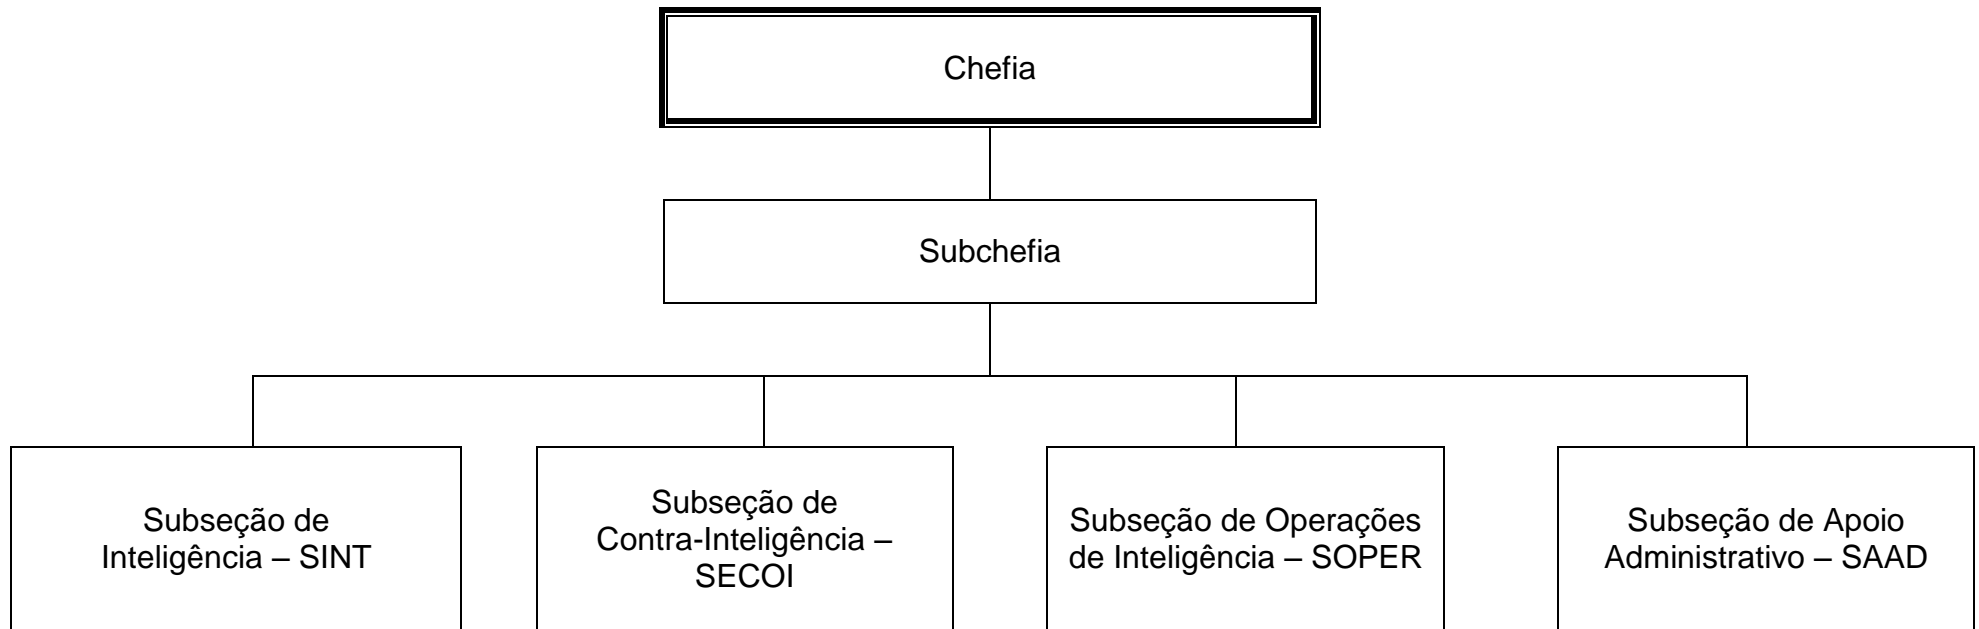 Chefia
Subchefia
Subseção de
Inteligência – SINT
Subseção de
Contra-Inteligência –
SECOI
Subseção de Operações
de Inteligência – SOPER
Subseção de Apoio
Administrativo – SAAD